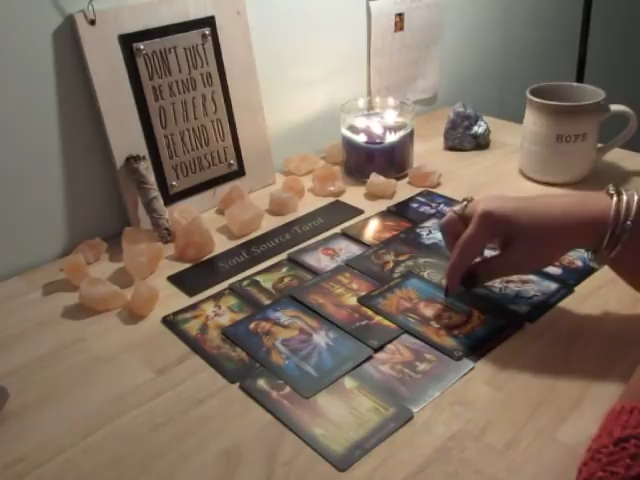 DON'T JUST
BE KIND TO
OTHERS
BE KIND TO
YOURSELF
HOPE
Soul Source Tarot